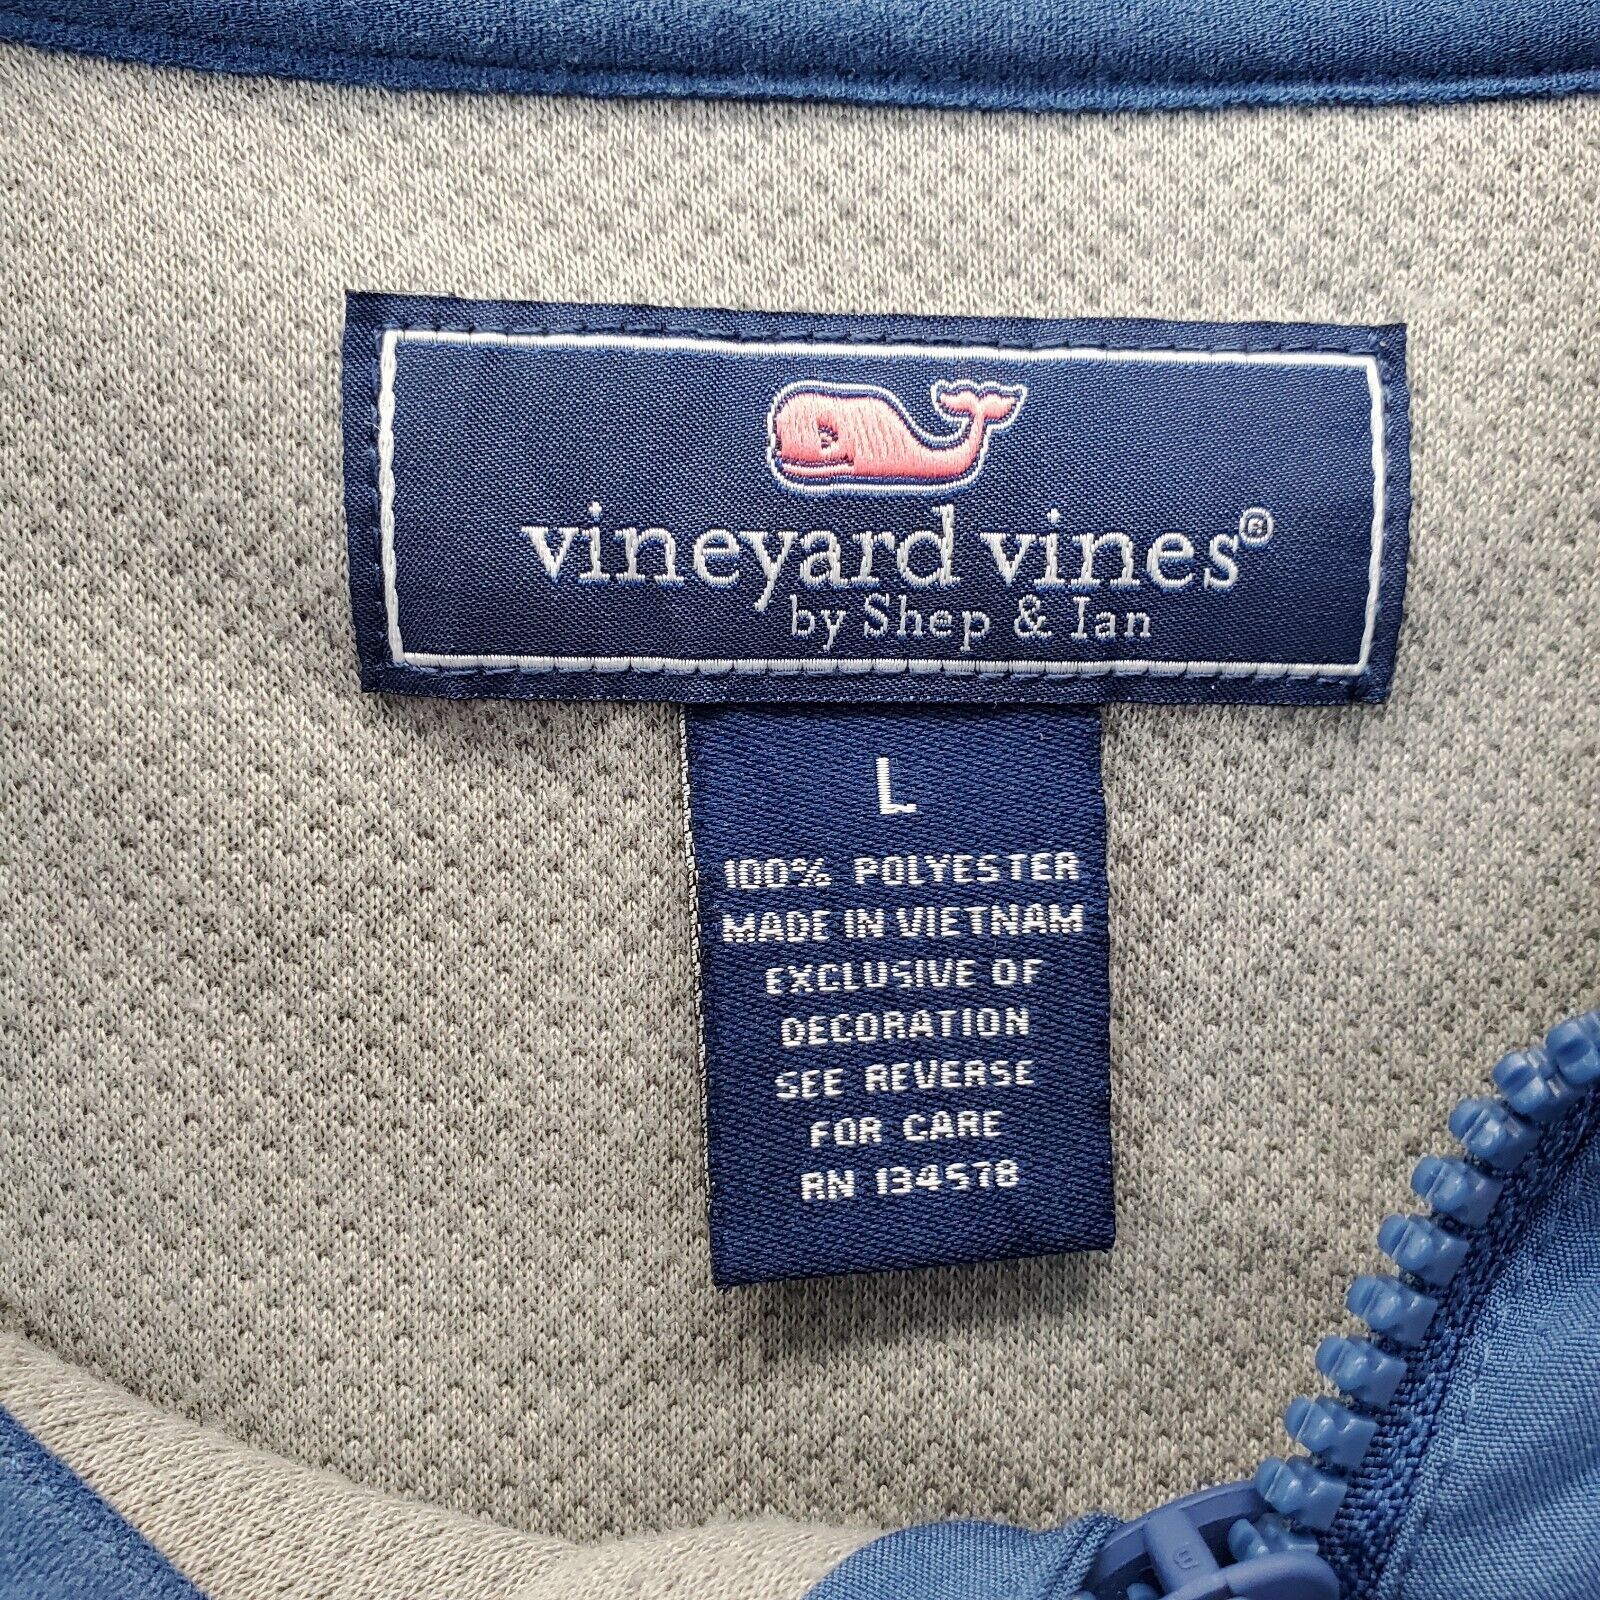 vineyard vines®
by Shep & Ian
L
100% POLYESTER
MADE IN VIETNAM
EXCLUSIVE OF
DECORATION
SEE REVERSE
FOR CARE
RN 134578